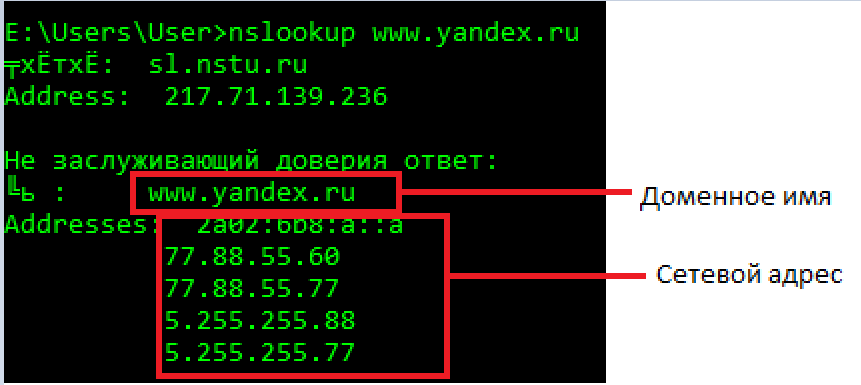 E:\Users\User>nslookup www.yandex.ru
╤хЁтхЁ:  sl.nstu.ru
Address:  217.71.139.236
Не заслуживающий доверия ответ:
╚ь :     www.yandex.ru
Доменное имя
Addresses:  2a02:6b8:a::a
77.88.55.60
Сетевой адрес
77.88.55.77
5.255.255.88
5.255.255.77